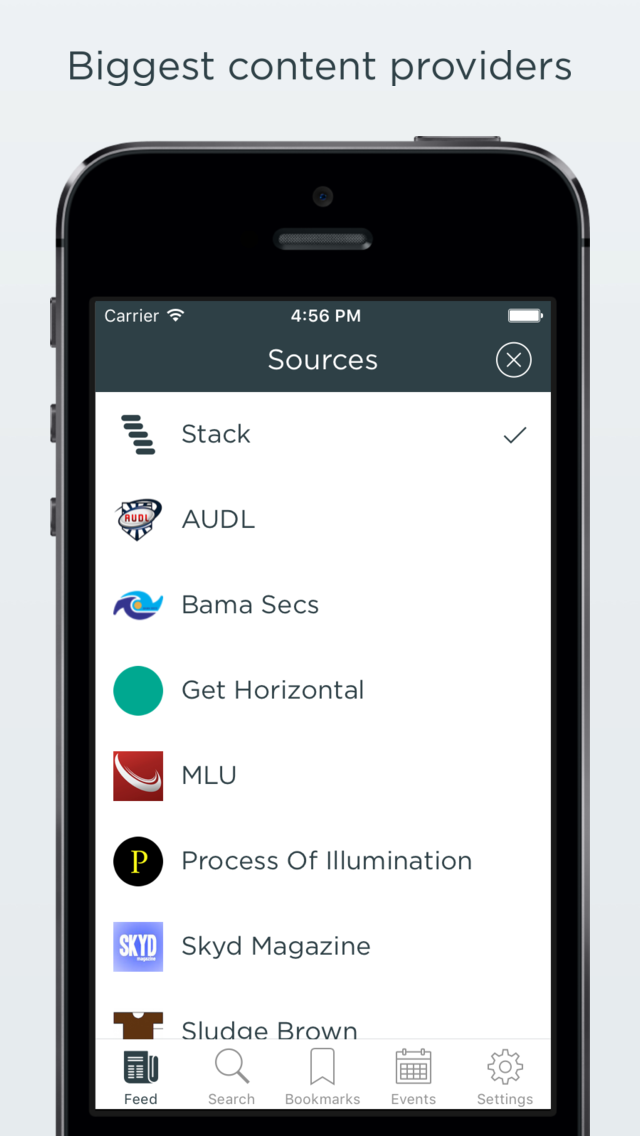 Biggest content providers
Carrier 4:56 PM
Sources
Stack
AUDL
AUDL
Bama Secs
Get Horizontal
MLU
P
Process Of Illumination
SKYD
magazine
Skyd Magazine
Sludge Brown
Feed Search Bookmarks Events Settings